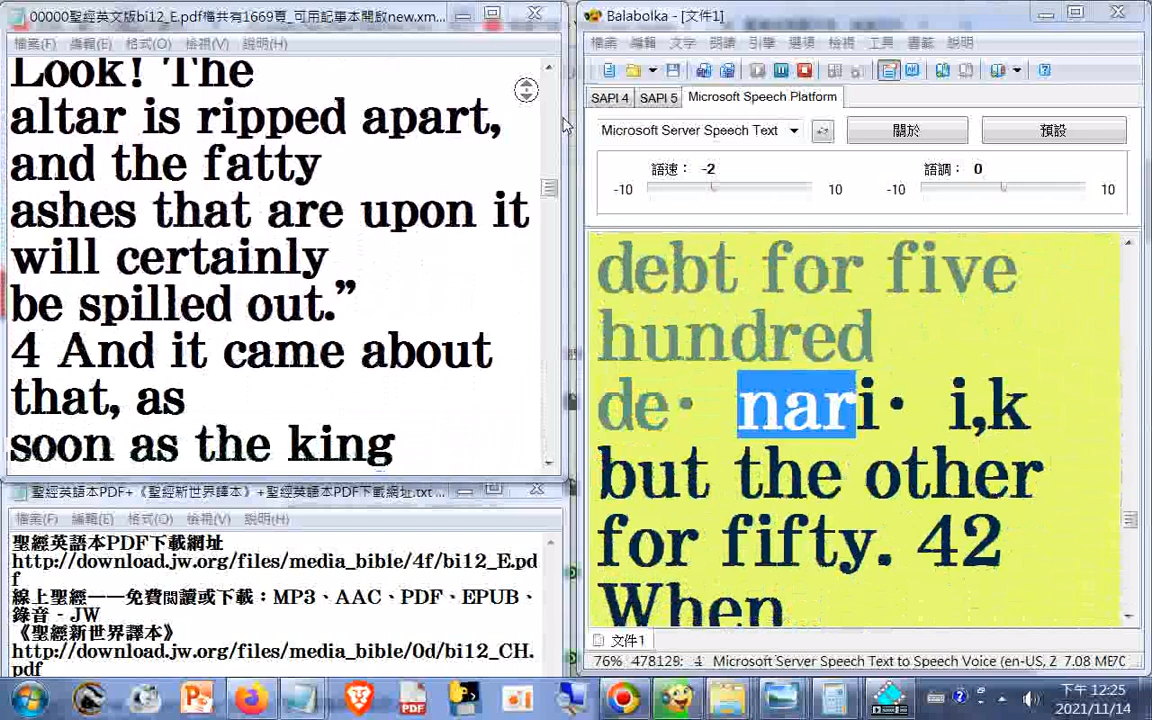 00000聖經英文版bi12_E.pdf檔共有1669頁_可用記事本開啟new.xm...
檔案(F) 編輯(E) 格式(O) 檢視(V) 說明(H)
Look! The
altar is ripped apart,
and the fatty
ashes that are upon it
will certainly
be spilled out.”
4 And it came about
that, as
soon as the king
聖經英語本PDF+《聖經新世界譯本》+聖經英語本PDF下載網址.txt ...
檔案(F) 編輯(E) 格式(O) 檢視(V) 說明(H)
聖經英語本PDF下載網址
http://download.jw.org/files/media_bible/4f/bi12_E.pd
f
線上聖經——免費閱讀或下載：MP3、AAC、PDF、EPUB、
錄音 - JW
《聖經新世界譯本》
http://download.jw.org/files/media_bible/0d/bi12_CH.
pdf
Balabolka - [文件1]
檔案 編輯 文字 朗讀 引擎 選項 檢視 工具 書籤 說明
SAPI 4 SAPI 5 Microsoft Speech Platform
Microsoft Server Speech Text 關於 預設
語速： -2 語調： 0
-10 10 -10 10
debt for five
hundred
de· nari· i,k
but the other
for fifty. 42
When
文件1
76% 478129: 4 Microsoft Server Speech Text to Speech Voice (en-US, Z 7.08 MB
下午 12:25
2021/11/14